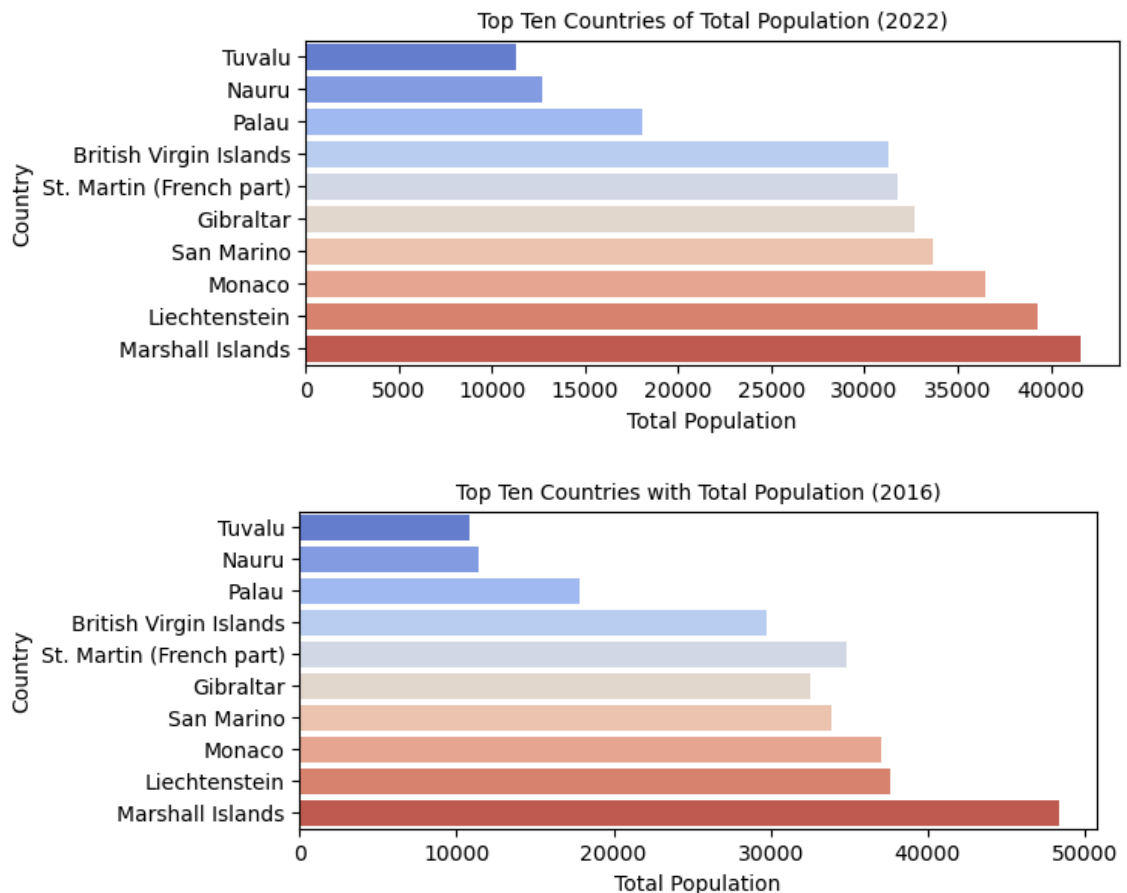 Top Ten Countries of Total Population (2022)
Country
Tuvalu
Nauru
Palau
British Virgin Islands
St. Martin (French part)
Gibraltar
San Marino
Monaco
Liechtenstein
Marshall Islands
0 5000 10000 15000 20000 25000 30000 35000 40000
Total Population
Top Ten Countries with Total Population (2016)
Country
Tuvalu
Nauru
Palau
British Virgin Islands
St. Martin (French part)
Gibraltar
San Marino
Monaco
Liechtenstein
Marshall Islands
0 10000 20000 30000 40000 50000
Total Population